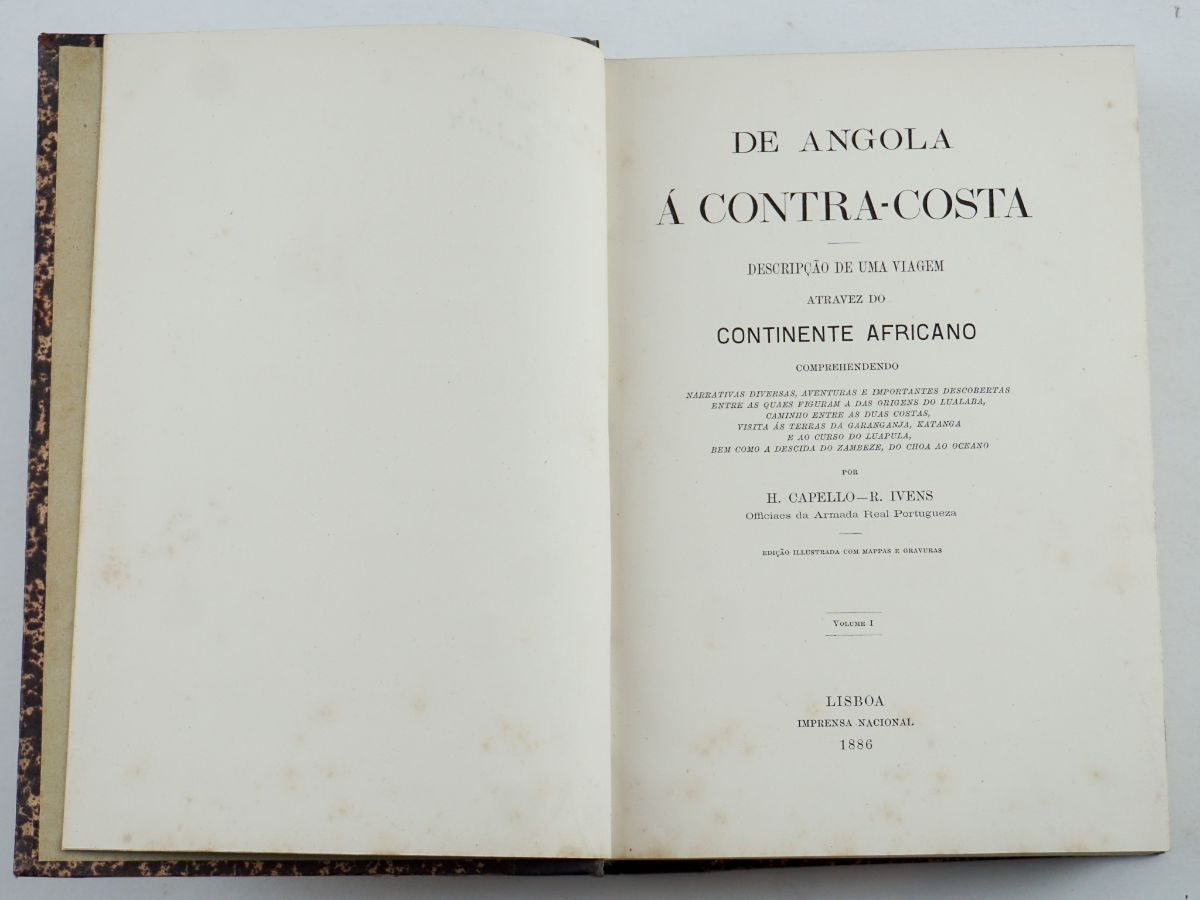 DE ANGOLA
Á CONTRA-COSTA
DESCRIPÇÃO DE UMA VIAGEM
ATRAVEZ DO
CONTINENTE AFRICANO
COMPREHENDENDO
NARRATIVAS DIVERSAS, AVENTURAS E IMPORTANTES DESCOBERTAS
ENTRE AS QUAES FIGURAM A DAS ORIGENS DO LUALABA,
CAMINHO ENTRE AS DUAS COSTAS,
VISITA ÁS TERRAS DA GARANGANJA, KATANGA
E AO CURSO DO LUAPULA,
BEM COMO A DESCIDA DO ZAMBEZE, DO CHOA AO OCEANO
POR
H. CAPELLO—R. IVENS
Officiaes da Armada Real Portugueza
EDIÇÃO ILLUSTRADA COM MAPPAS E GRAVURAS
VOLUME I
LISBOA
IMPRENSA NACIONAL
1886